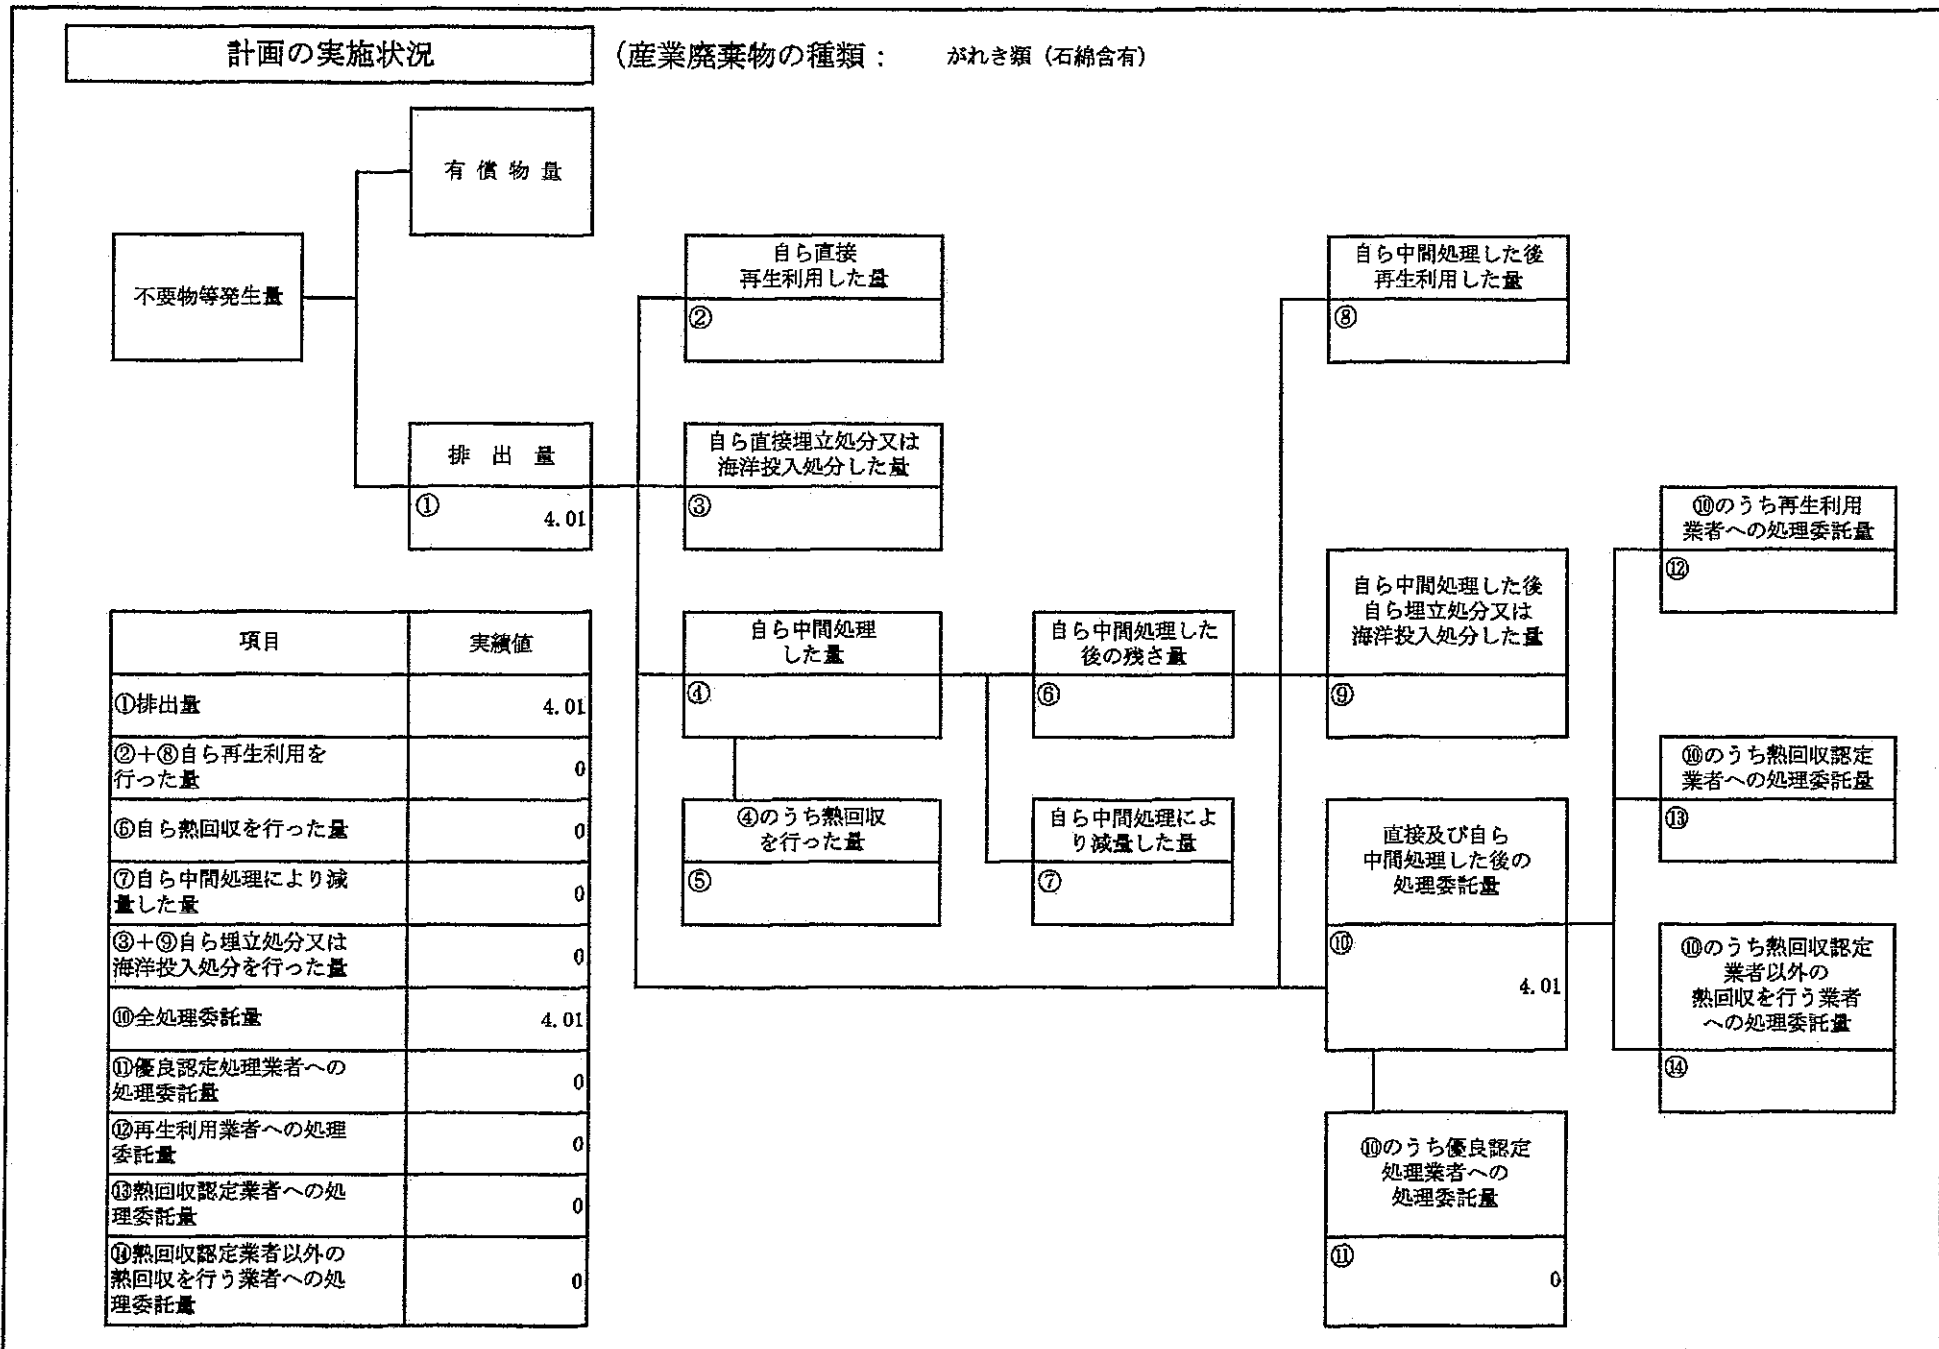 計画の実施状況
(産業廃棄物の種類： がれき類（石綿含有）
有償物量
不要物等発生量
自ら直接
再生利用した量
②
自ら中間処理した後
再生利用した量
⑧
排出量
① 4.01
自ら直接埋立処分又は
海洋投入処分した量
③
⑩のうち再生利用
業者への処理委託量
⑫
自ら中間処理した後
自ら埋立処分又は
海洋投入処分した量
⑨
自ら中間処理
した量
④
自ら中間処理した
後の残さ量
⑥
⑩のうち熱回収認定
業者への処理委託量
⑬
④のうち熱回収
を行った量
⑤
自ら中間処理によ
り減量した量
⑦
直接及び自ら
中間処理した後の
処理委託量
⑩
4.01
⑩のうち熱回収認定
業者以外の
熱回収を行う業者
への処理委託量
⑭
⑩のうち優良認定
処理業者への
処理委託量
⑪
0
項目 実績値
①排出量 4.01
②＋⑧自ら再生利用を
行った量 0
⑥自ら熱回収を行った量 0
⑦自ら中間処理により減
量した量 0
③＋⑨自ら埋立処分又は
海洋投入処分を行った量 0
⑩全処理委託量 4.01
⑪優良認定処理業者への
処理委託量 0
⑫再生利用業者への処理
委託量 0
⑬熱回収認定業者への処
理委託量 0
⑭熱回収認定業者以外の
熱回収を行う業者への処
理委託量 0